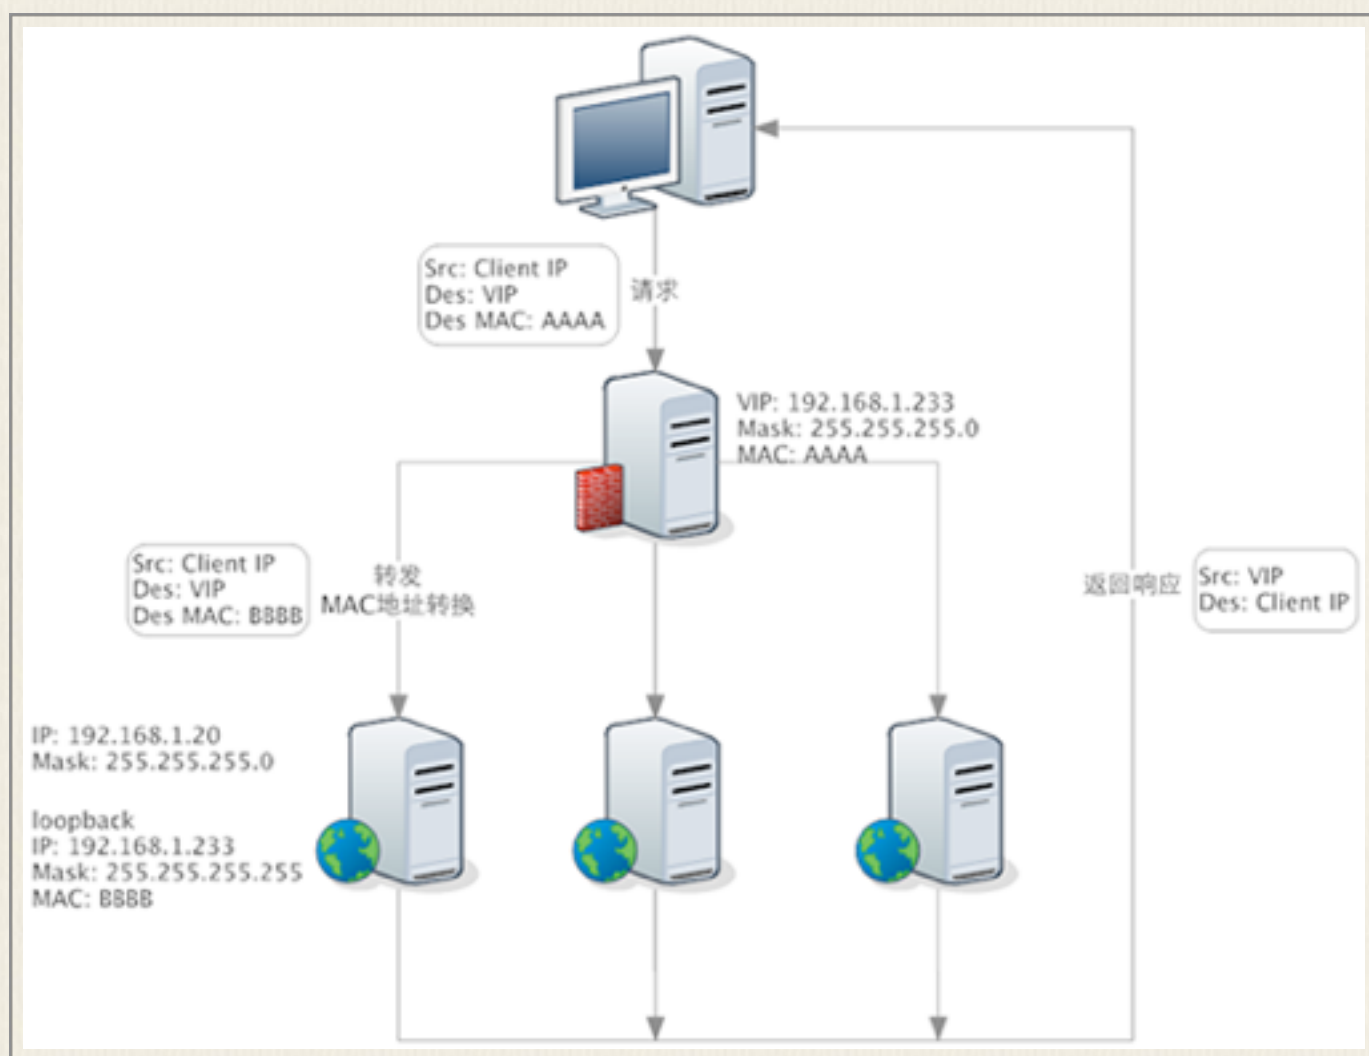 Src: Client IP
Des: VIP
Des MAC: AAAA
请求
VIP: 192.168.1.233
Mask: 255.255.255.0
MAC: AAAA
Src: Client IP
Des: VIP
Des MAC: BBBB
转发
MAC地址转换
返回响应
Src: VIP
Des: Client IP
IP: 192.168.1.20
Mask: 255.255.255.0
loopback
IP: 192.168.1.233
Mask: 255.255.255.255
MAC: BBBB